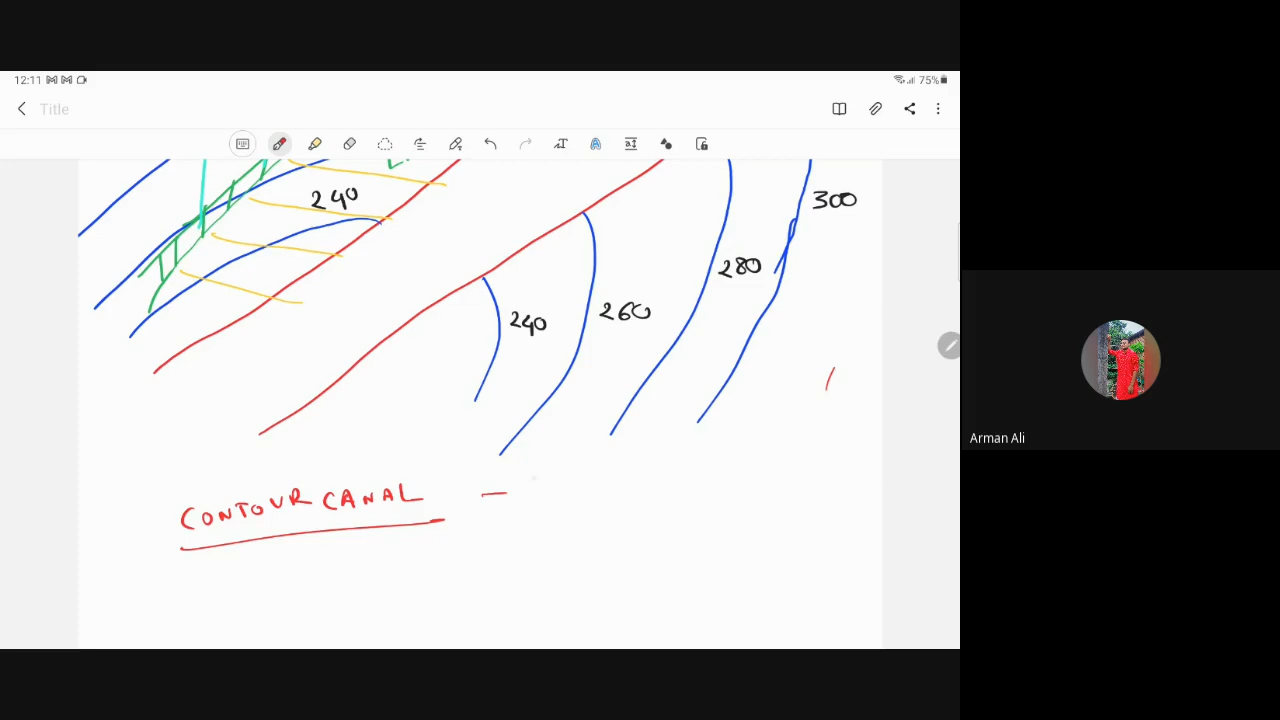 12:11
75%
Title
300
240
280
260
240
Arman Ali
CONTOUR CANAL —